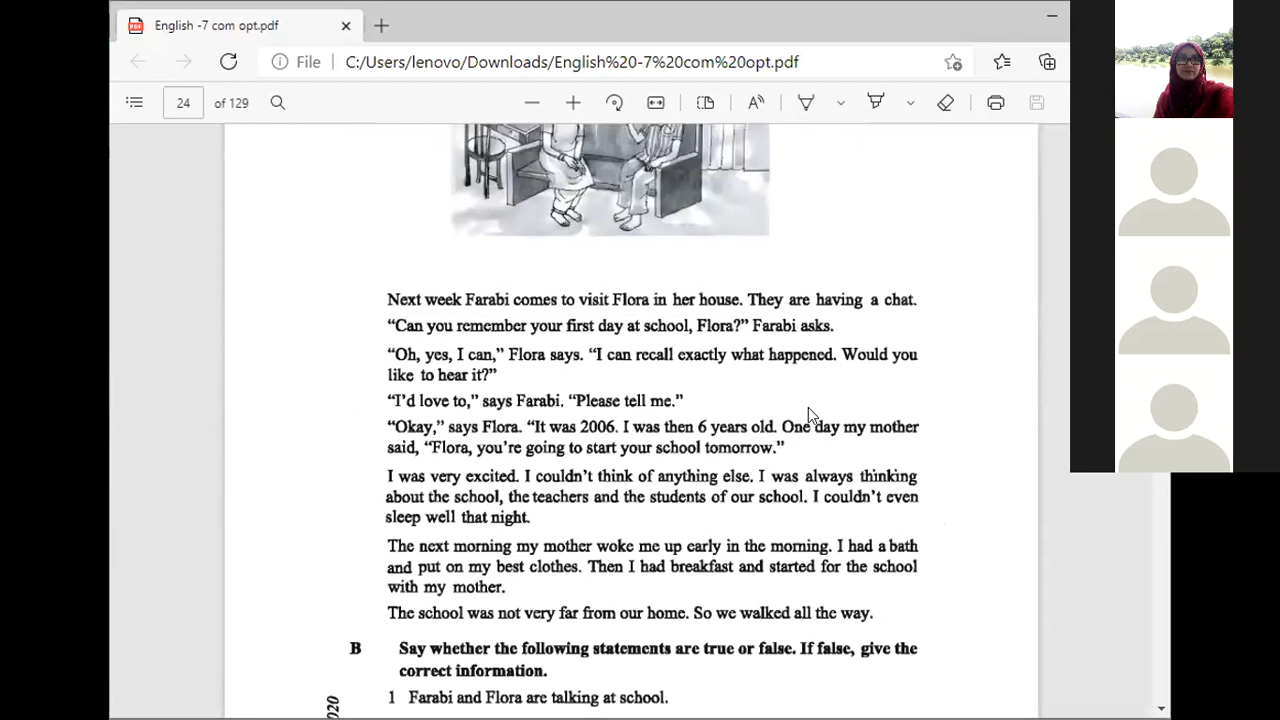 English -7 com opt.pdf
File
C:/Users/lenovo/Downloads/English%20-7%20com%20opt.pdf
24 of 129
Next week Farabi comes to visit Flora in her house. They are having a chat.
“Can you remember your first day at school, Flora?” Farabi asks.
“Oh, yes, I can,” Flora says. “I can recall exactly what happened. Would you
like to hear it?”
“I’d love to,” says Farabi. “Please tell me.”
“Okay,” says Flora. “It was 2006. I was then 6 years old. One day my mother
said, “Flora, you’re going to start your school tomorrow.”
I was very excited. I couldn’t think of anything else. I was always thinking
about the school, the teachers and the students of our school. I couldn’t even
sleep well that night.
The next morning my mother woke me up early in the morning. I had a bath
and put on my best clothes. Then I had breakfast and started for the school
with my mother.
The school was not very far from our home. So we walked all the way.
B Say whether the following statements are true or false. If false, give the
correct information.
1 Farabi and Flora are talking at school.
020